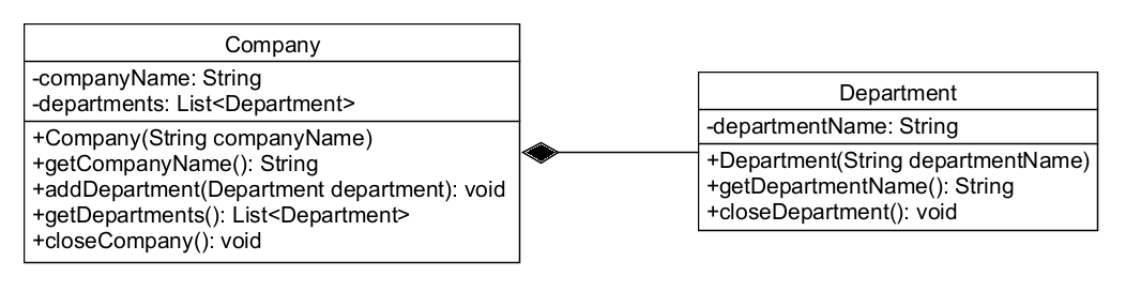 Company
-companyName: String
-departments: List<Department>
+Company(String companyName)
+getCompanyName(): String
+addDepartment(Department department): void
+getDepartments(): List<Department>
+closeCompany(): void
Department
-departmentName: String
+Department(String departmentName)
+getDepartmentName(): String
+closeDepartment(): void